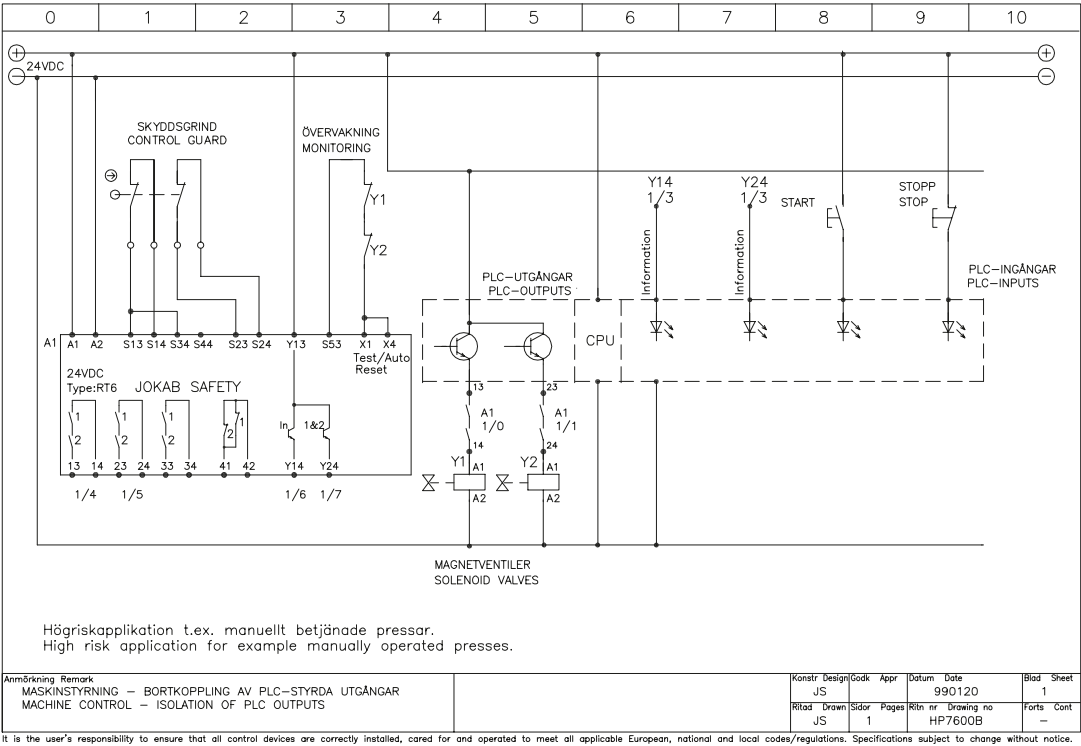 0 1 2 3 4 5 6 7 8 9 10
+ +
24VDC
− −
SKYDDSGRIND
CONTROL GUARD
ÖVERVAKNING
MONITORING
Y1
Y2
Y14
1/3
Y24
1/3
START
STOPP
STOP
Information
Information
PLC-UTGÅNGAR
PLC-OUTPUTS
PLC-INGÅNGAR
PLC-INPUTS
CPU
A1
A1 A2 S13 S14 S34 S44 S23 S24 Y13 S53 X1 X4
Test/Auto
Reset
24VDC
Type:RT6 JOKAB SAFETY
1 1 1 1
2 2 2 2
In 1&2
13 14 23 24 33 34 41 42 Y14 Y24
1/4 1/5 1/6 1/7
13 23
A1
1/0
A1
1/1
14 24
Y1 A1 Y2 A1
A2 A2
MAGNETVENTILER
SOLENOID VALVES
Högriskapplikation t.ex. manuellt betjänade pressar.
High risk application for example manually operated presses.
Anmörkning Remark
MASKINSTYRNING – BORTKOPPLING AV PLC-STYRDA UTGÅNGAR
MACHINE CONTROL – ISOLATION OF PLC OUTPUTS
Konstr Design Godk Appr Datum Date Blad Sheet
JS 990120 1
Ritad Drawn Sidor Pages Ritn nr Drawing no Forts Cont
JS 1 HP7600B –
It is the user's responsibility to ensure that all control devices are correctly installed, cared for and operated to meet all applicable European, national and local codes/regulations. Specifications subject to change without notice.